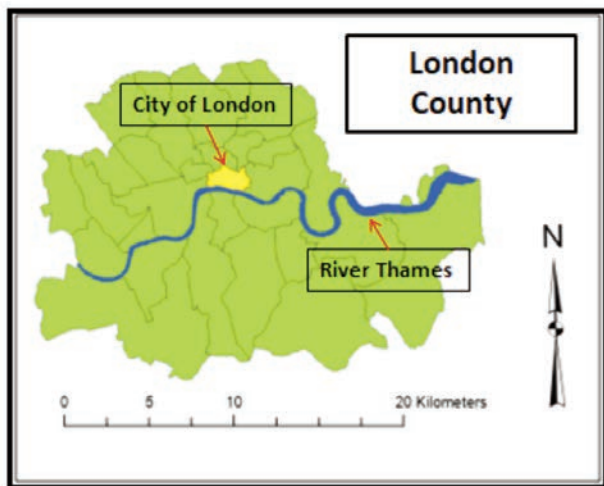 London
County
City of London
River Thames
N
0 5 10 20 Kilometers